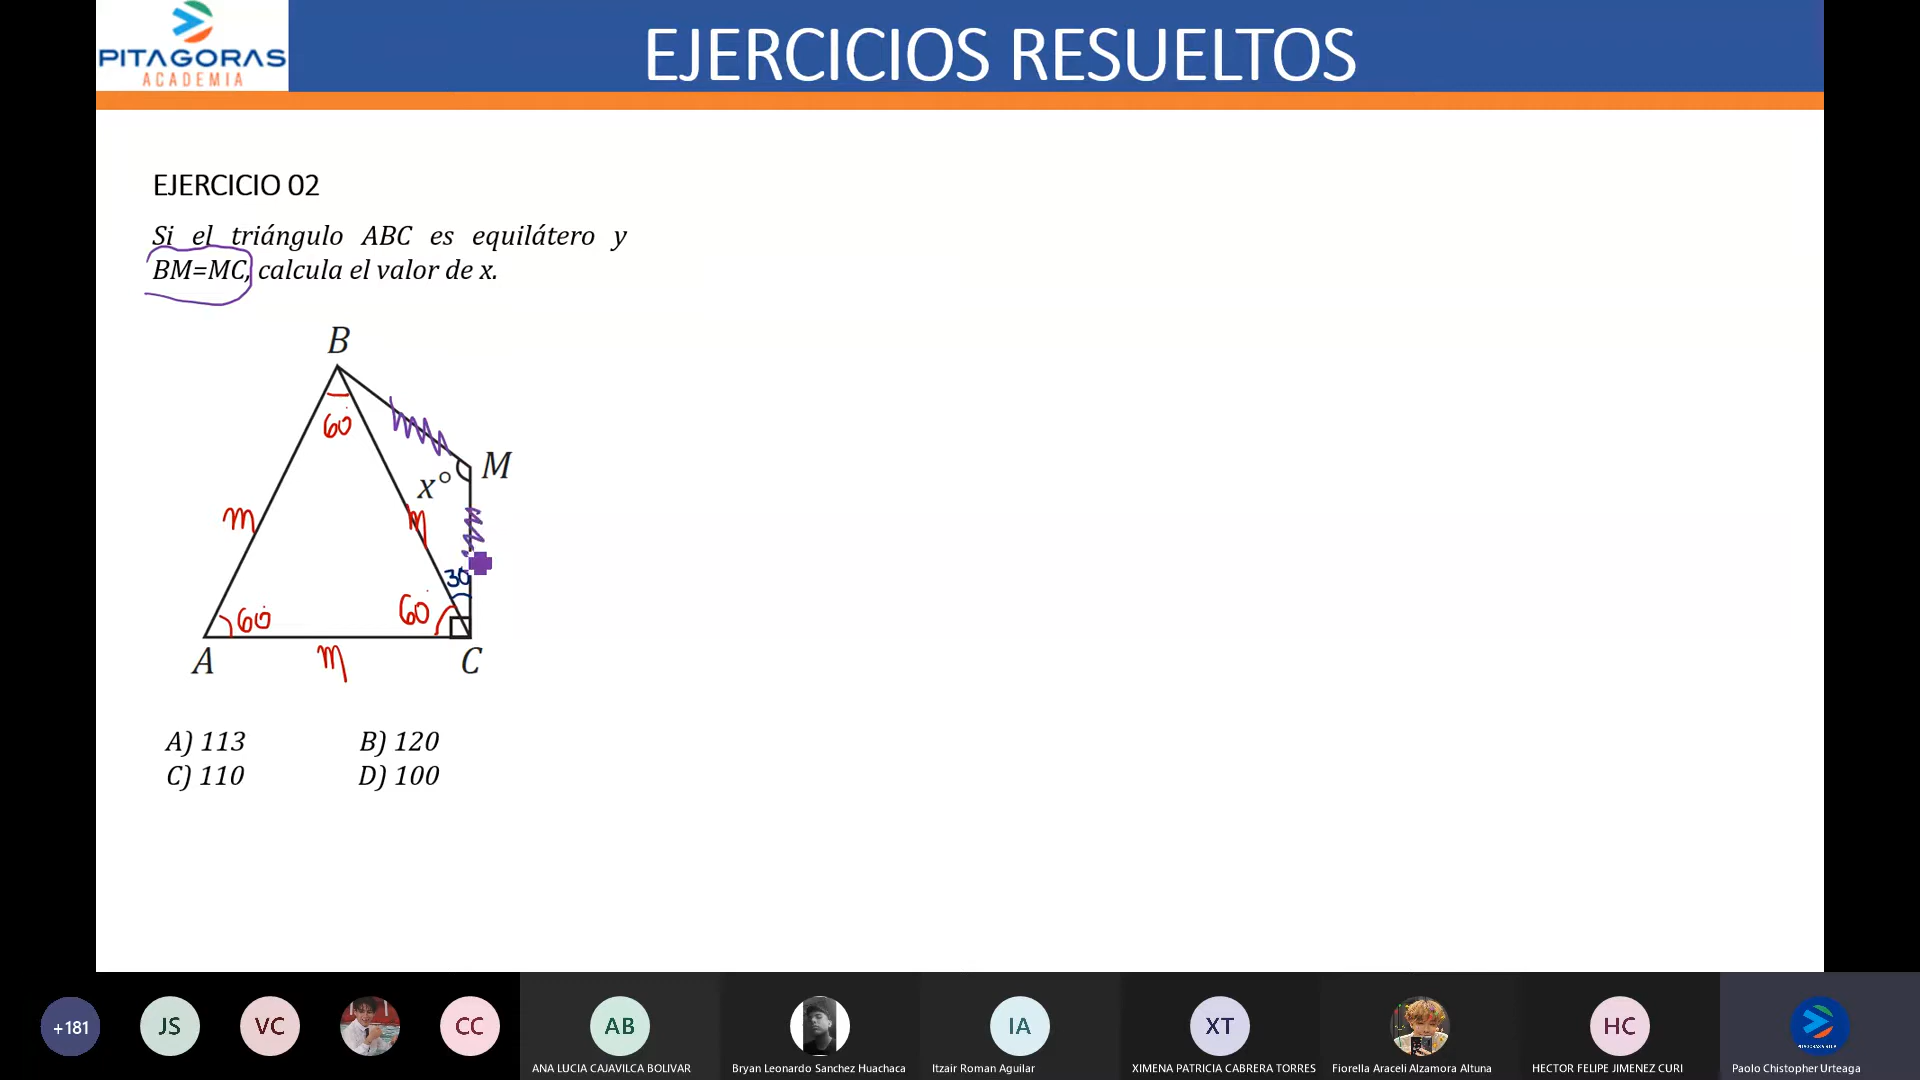 PITAGORAS
ACADEMIA
EJERCICIOS RESUELTOS
EJERCICIO 02
Si el triángulo ABC es equilátero y
BM=MC, calcula el valor de x.
B
60°
M
x°
m
m
30°
60°
60°
A
m
C
A) 113 B) 120
C) 110 D) 100
+181
JS
VC
CC
AB
IA
XT
HC
ANA LUCIA CAJAVILCA BOLIVAR
Bryan Leonardo Sanchez Huachaca
Itzair Roman Aguilar
XIMENA PATRICIA CABRERA TORRES
Fiorella Araceli Alzamora Altuna
HECTOR FELIPE JIMENEZ CURI
Paolo Chistopher Urteaga